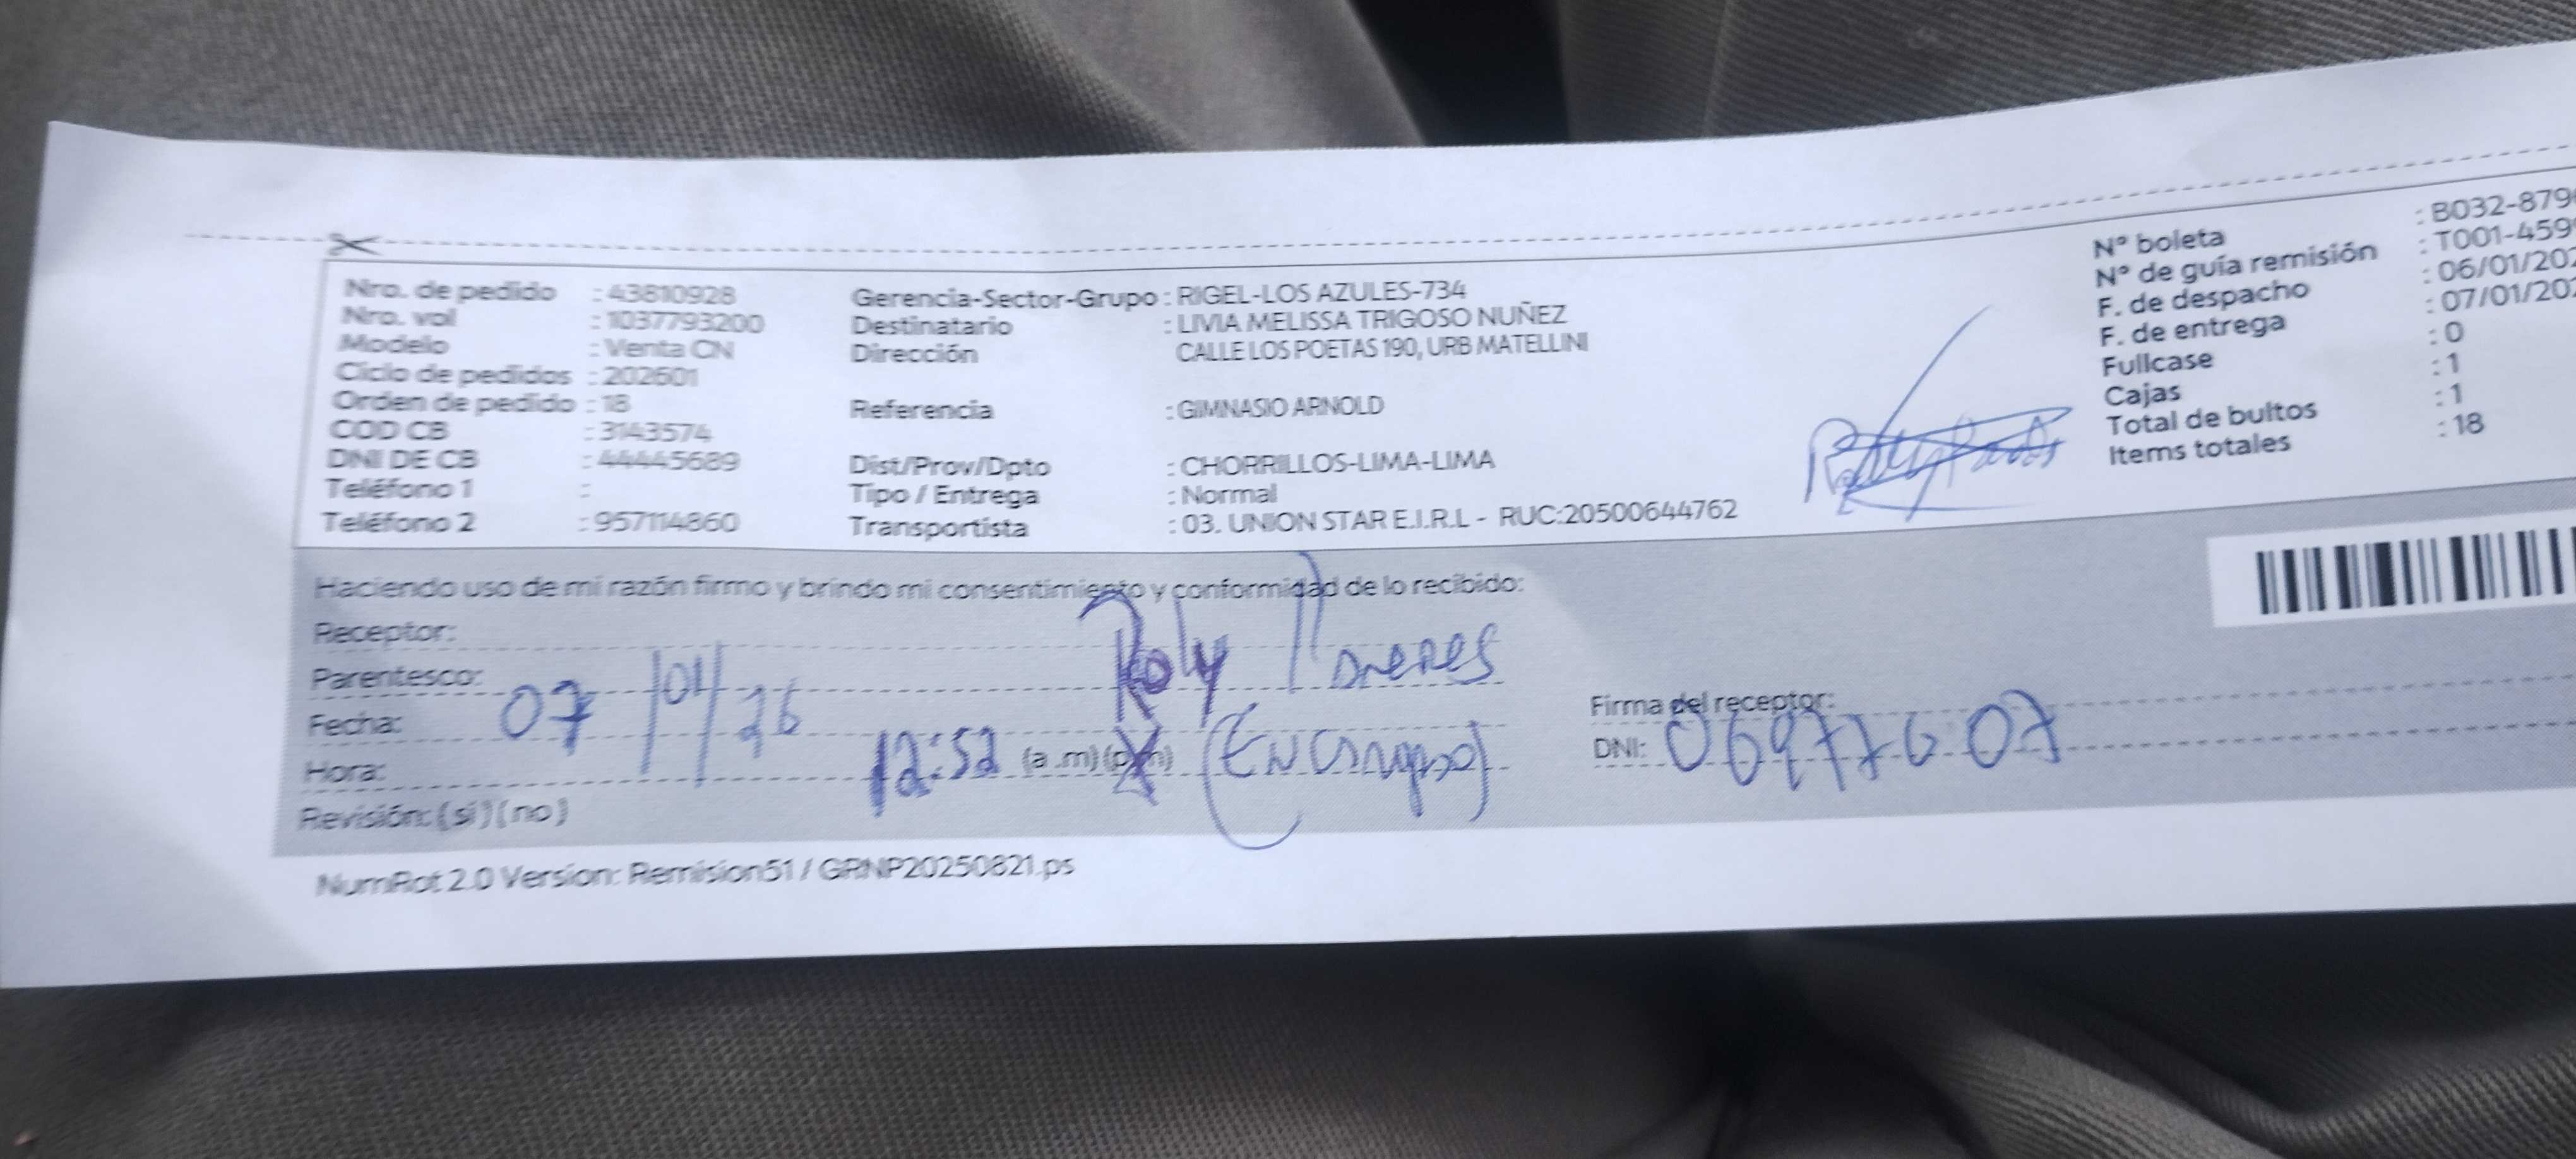 Nro. de pedido : 43810928
Nro. vol : 1037793200
Modelo : Venta CN
Ciclo de pedidos : 202601
Orden de pedido : 18
COD CB : 3143574
DNI DE CB : 44445689
Teléfono 1 :
Teléfono 2 : 957114860
Gerencia-Sector-Grupo : RIGEL-LOS AZULES-734
Destinatario : LIVIA MELISSA TRIGOSO NUÑEZ
Dirección CALLE LOS POETAS 190, URB MATELLINI
Referencia : GIMNASIO ARNOLD
Dist/Prov/Dpto : CHORRILLOS-LIMA-LIMA
Tipo / Entrega : Normal
Transportista : 03. UNION STAR E.I.R.L - RUC:20500644762
N° boleta : B032-879
N° de guía remisión : T001-459
F. de despacho : 06/01/202
F. de entrega : 07/01/202
Fullcase : 0
Cajas : 1
Total de bultos : 1
Items totales : 18
Haciendo uso de mi razón firmo y brindo mi consentimiento y conformidad de lo recibido:
Receptor:
Parentesco: Roly
Fecha: 07/01/26
Hora: 12:52 (a .m)(p.m)
Revisión: (si) (no)
Firma del receptor:
DNI:
NumRot 2.0 Version: Remision51 / GRNP20250821.ps